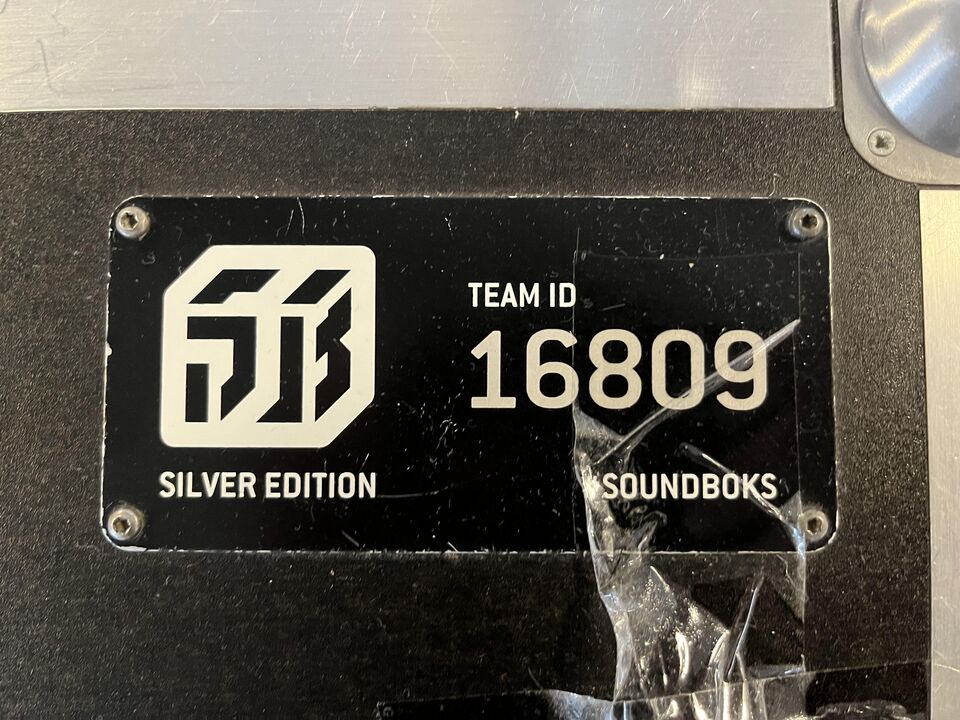 TEAM ID
16809
SILVER EDITION
SOUNDBOKS